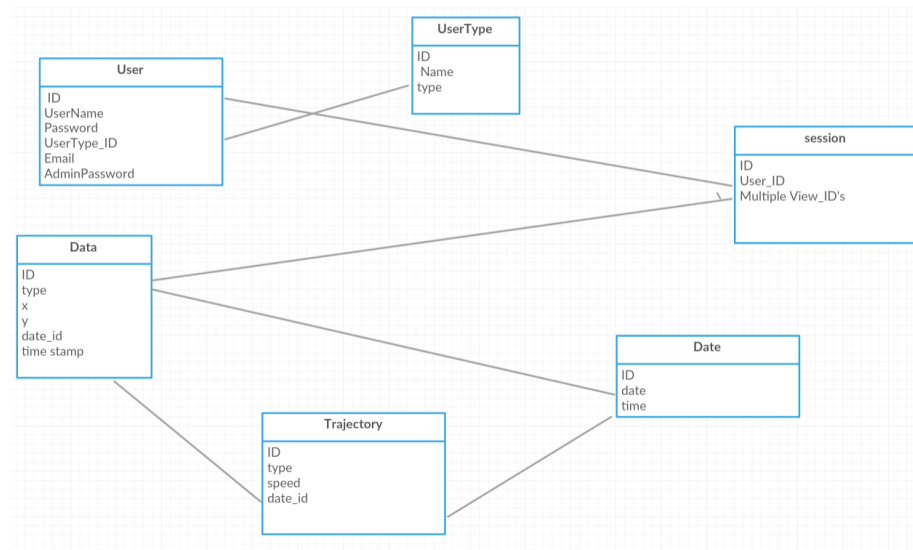 UserType
ID
Name
type
User
ID
UserName
Password
UserType_ID
Email
AdminPassword
session
ID
User_ID
Multiple View_ID's
Data
ID
type
x
y
date_id
time stamp
Date
ID
date
time
Trajectory
ID
type
speed
date_id